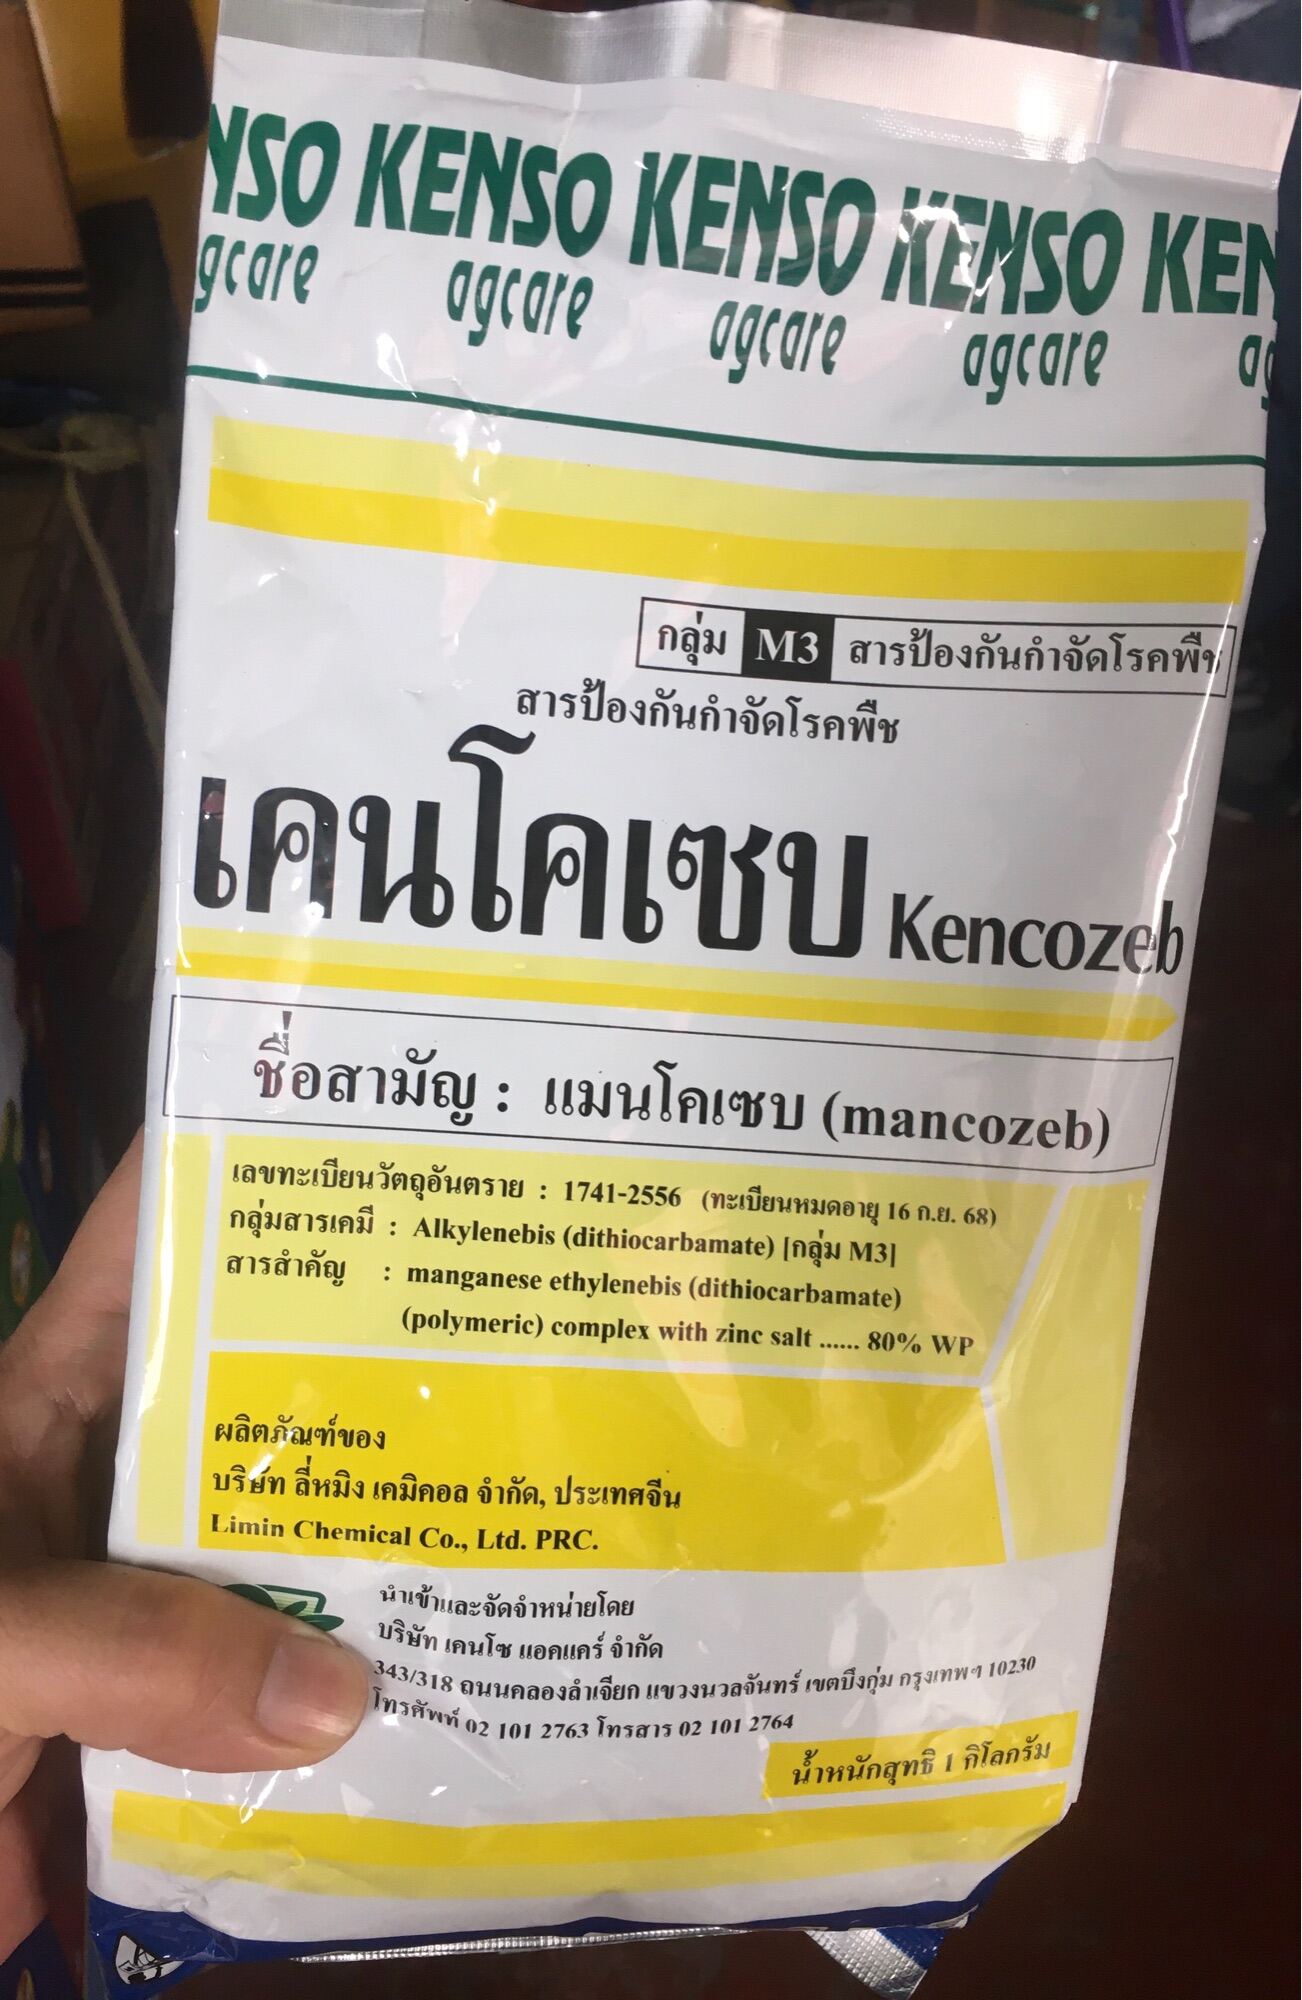 NSO KENSO KENSO KENSO KEN
gcare agcare agcare agcare ag
กลุ่ม M3 สารป้องกันกำจัดโรคพืช
สารป้องกันกำจัดโรคพืช
เคนโคเซบ Kencozeb
ชื่อสามัญ : แมนโคเซบ (mancozeb)
เลขทะเบียนวัตถุอันตราย : 1741-2556 (ทะเบียนหมดอายุ 16 ก.ย. 68)
กลุ่มสารเคมี : Alkylenebis (dithiocarbamate) [กลุ่ม M3]
สารสำคัญ : manganese ethylenebis (dithiocarbamate)
(polymeric) complex with zinc salt ...... 80% WP
ผลิตภัณฑ์ของ
บริษัท ลี่หมิง เคมิคอล จำกัด, ประเทศจีน
Limin Chemical Co., Ltd. PRC.
นำเข้าและจัดจำหน่ายโดย
บริษัท เคนโซ แอคแคร์ จำกัด
343/318 ถนนคลองลำเจียก แขวงนวลจันทร์ เขตบึงกุ่ม กรุงเทพฯ 10230
โทรศัพท์ 02 101 2763 โทรสาร 02 101 2764
น้ำหนักสุทธิ 1 กิโลกรัม